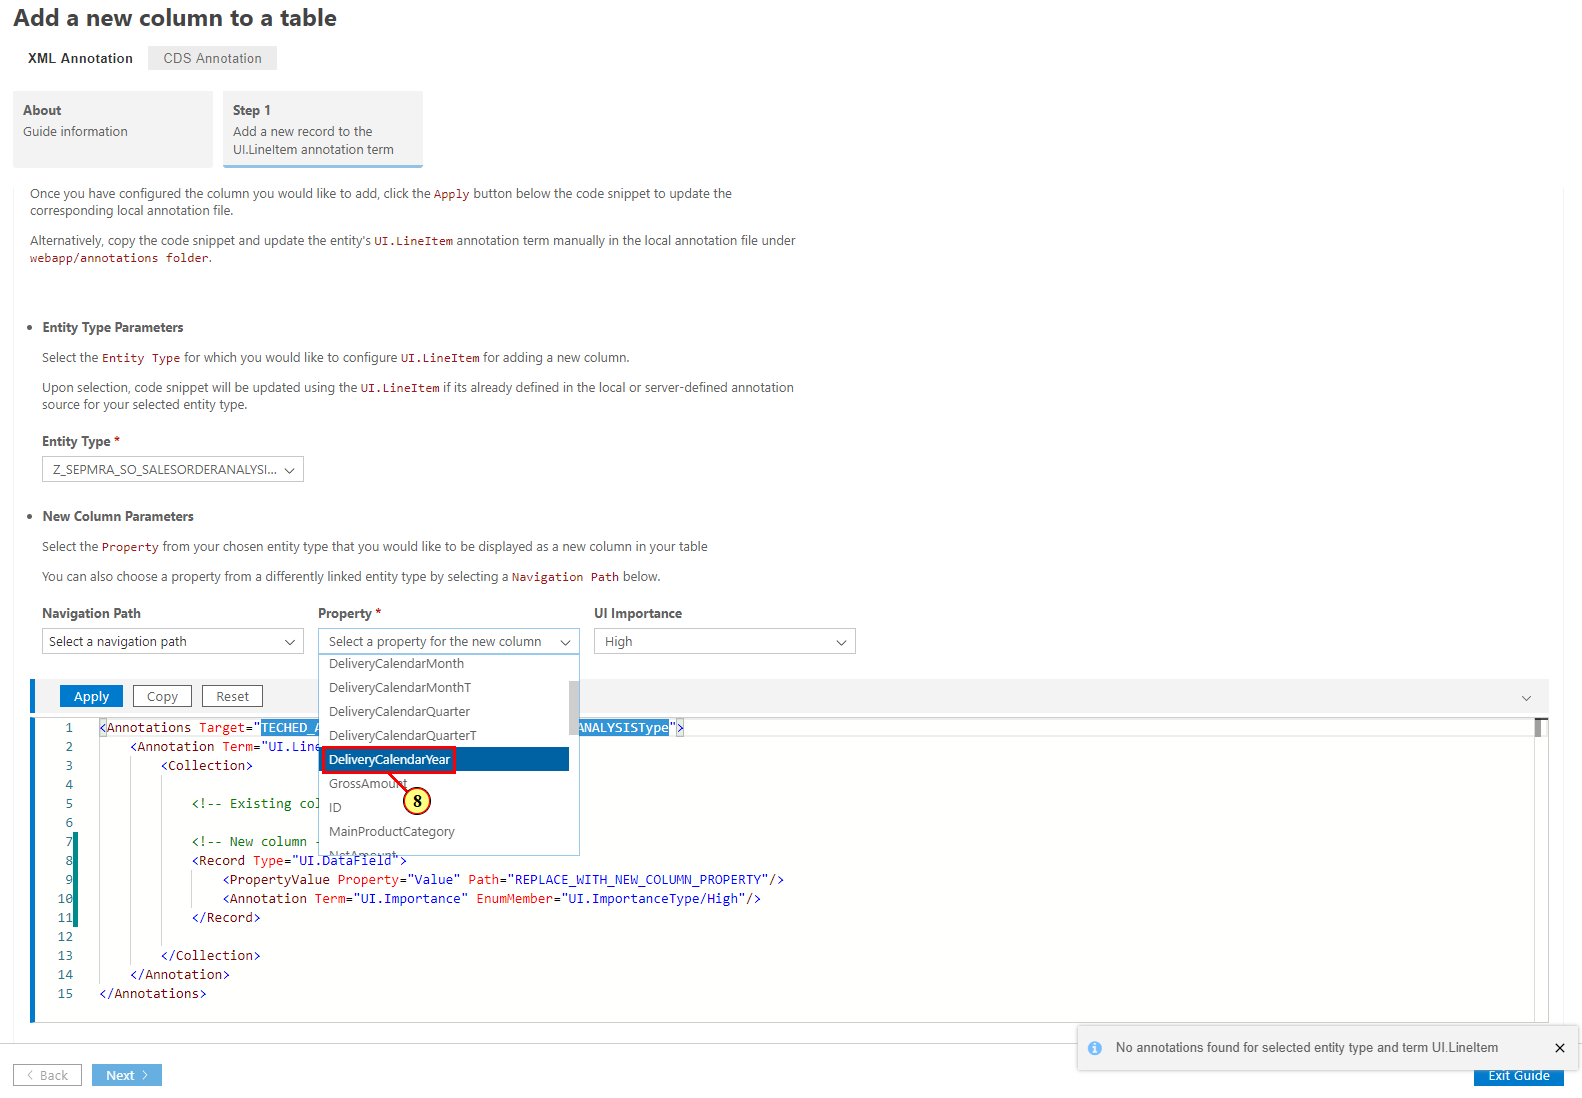 Add a new column to a table
XML Annotation
CDS Annotation
About
Guide information
Step 1
Add a new record to the
UI.LineItem annotation term
Once you have configured the column you would like to add, click the Apply button below the code snippet to update the
corresponding local annotation file.
Alternatively, copy the code snippet and update the entity's UI.LineItem annotation term manually in the local annotation file under
webapp/annotations folder.
• Entity Type Parameters
Select the Entity Type for which you would like to configure UI.LineItem for adding a new column.
Upon selection, code snippet will be updated using the UI.LineItem if its already defined in the local or server-defined annotation
source for your selected entity type.
Entity Type *
Z_SEPMRA_SO_SALESORDERANALYSI...
• New Column Parameters
Select the Property from your chosen entity type that you would like to be displayed as a new column in your table
You can also choose a property from a differently linked entity type by selecting a Navigation Path below.
Navigation Path
Select a navigation path
Property *
Select a property for the new column
UI Importance
High
DeliveryCalendarMonth
DeliveryCalendarMonthT
DeliveryCalendarQuarter
DeliveryCalendarQuarterT
DeliveryCalendarYear
GrossAmount
8
ID
MainProductCategory
NetAmount
Apply
Copy
Reset
1 <Annotations Target="TECHED_A ANALYSISType">
2 <Annotation Term="UI.Line
3 <Collection>
4
5 <!-- Existing col
6
7 <!-- New column -
8 <Record Type="UI.DataField">
9 <PropertyValue Property="Value" Path="REPLACE_WITH_NEW_COLUMN_PROPERTY"/>
10 <Annotation Term="UI.Importance" EnumMember="UI.ImportanceType/High"/>
11 </Record>
12
13 </Collection>
14 </Annotation>
15 </Annotations>
No annotations found for selected entity type and term UI.LineItem
Back
Next
Exit Guide